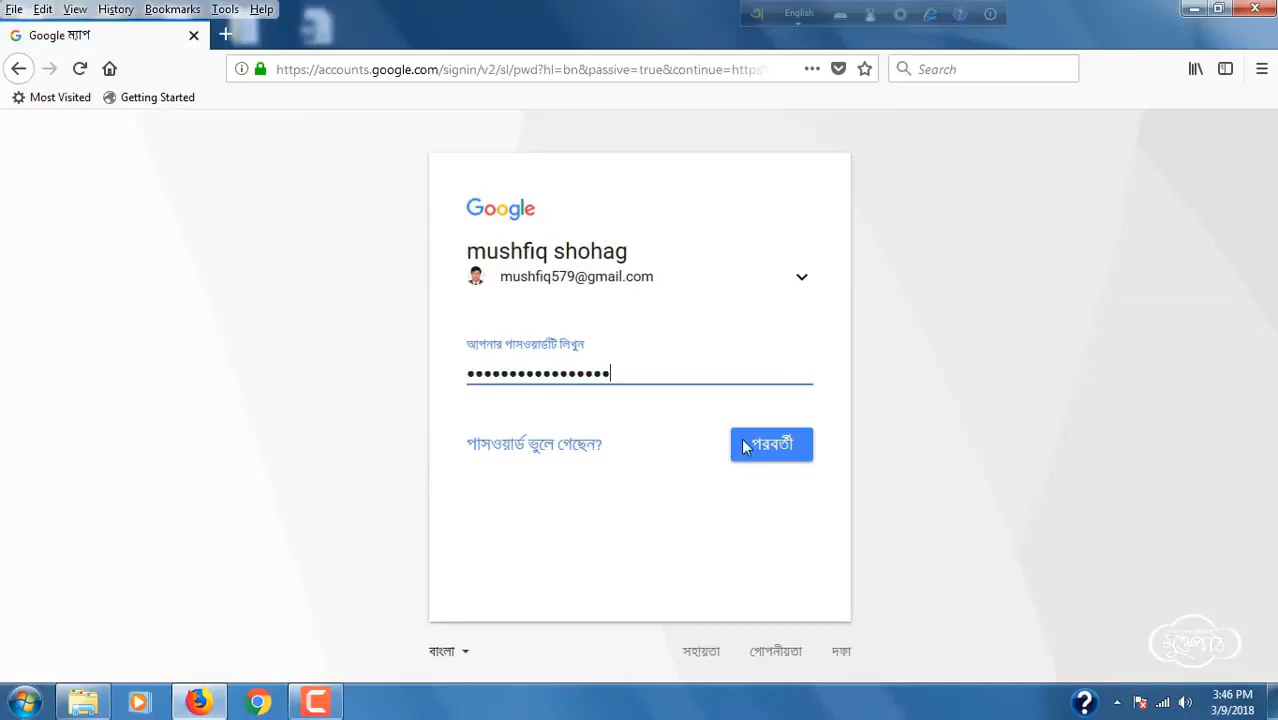 File Edit View History Bookmarks Tools Help
English
Google ম্যাপ
https://accounts.google.com/signin/v2/sl/pwd?hl=bn&passive=true&continue=https
Search
Most Visited Getting Started
Google
mushfiq shohag
mushfiq579@gmail.com
আপনার পাসওয়ার্ডটি লিখুন
•••••••••••••••••
পাসওয়ার্ড ভুলে গেছেন?
পরবর্তী
বাংলা
সহায়তা গোপনীয়তা দফা
মুক্তপাঠ
3:46 PM
3/9/2018